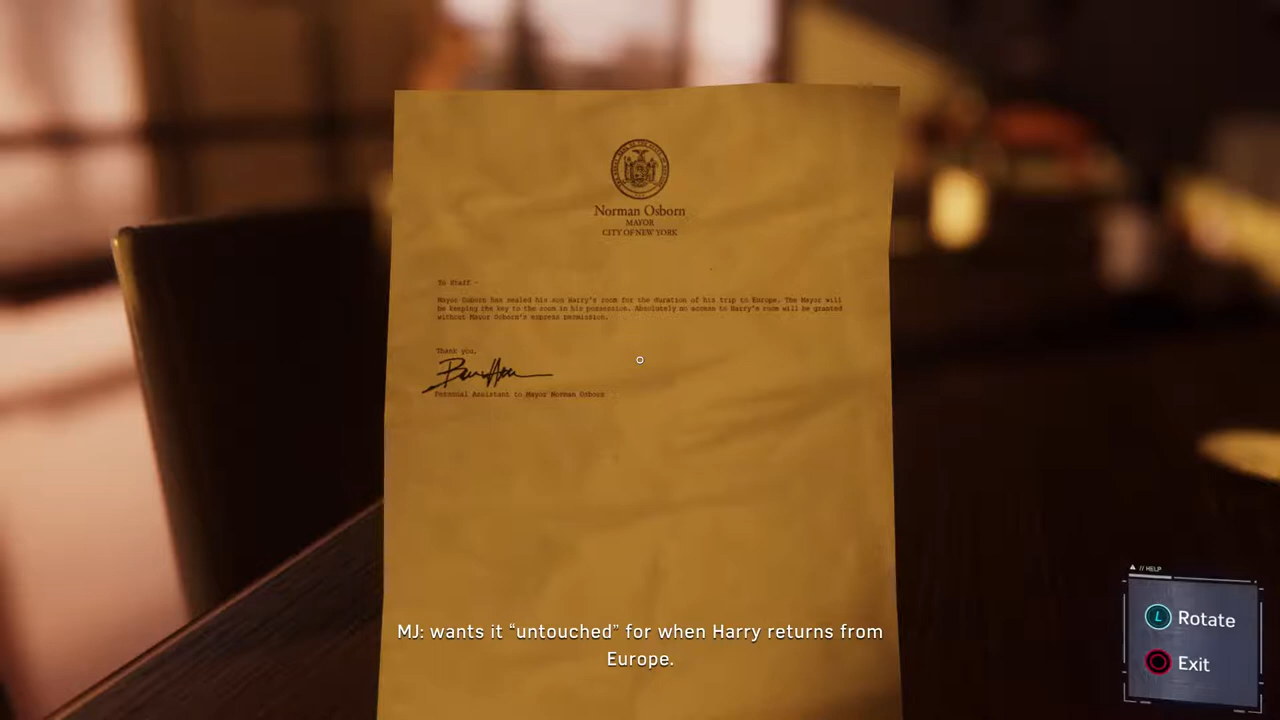 Norman Osborn
MAYOR
CITY OF NEW YORK
To Staff -
Mayor Osborn has sealed his son Harry's room for the duration of his trip to Europe. The Mayor will
be keeping the key to the room in his possession. Absolutely no access to Harry's room will be granted
without Mayor Osborn's express permission.
Thank you,
Personal Assistant to Mayor Norman Osborn
MJ: wants it “untouched” for when Harry returns from
Europe.
// HELP
L Rotate
Exit